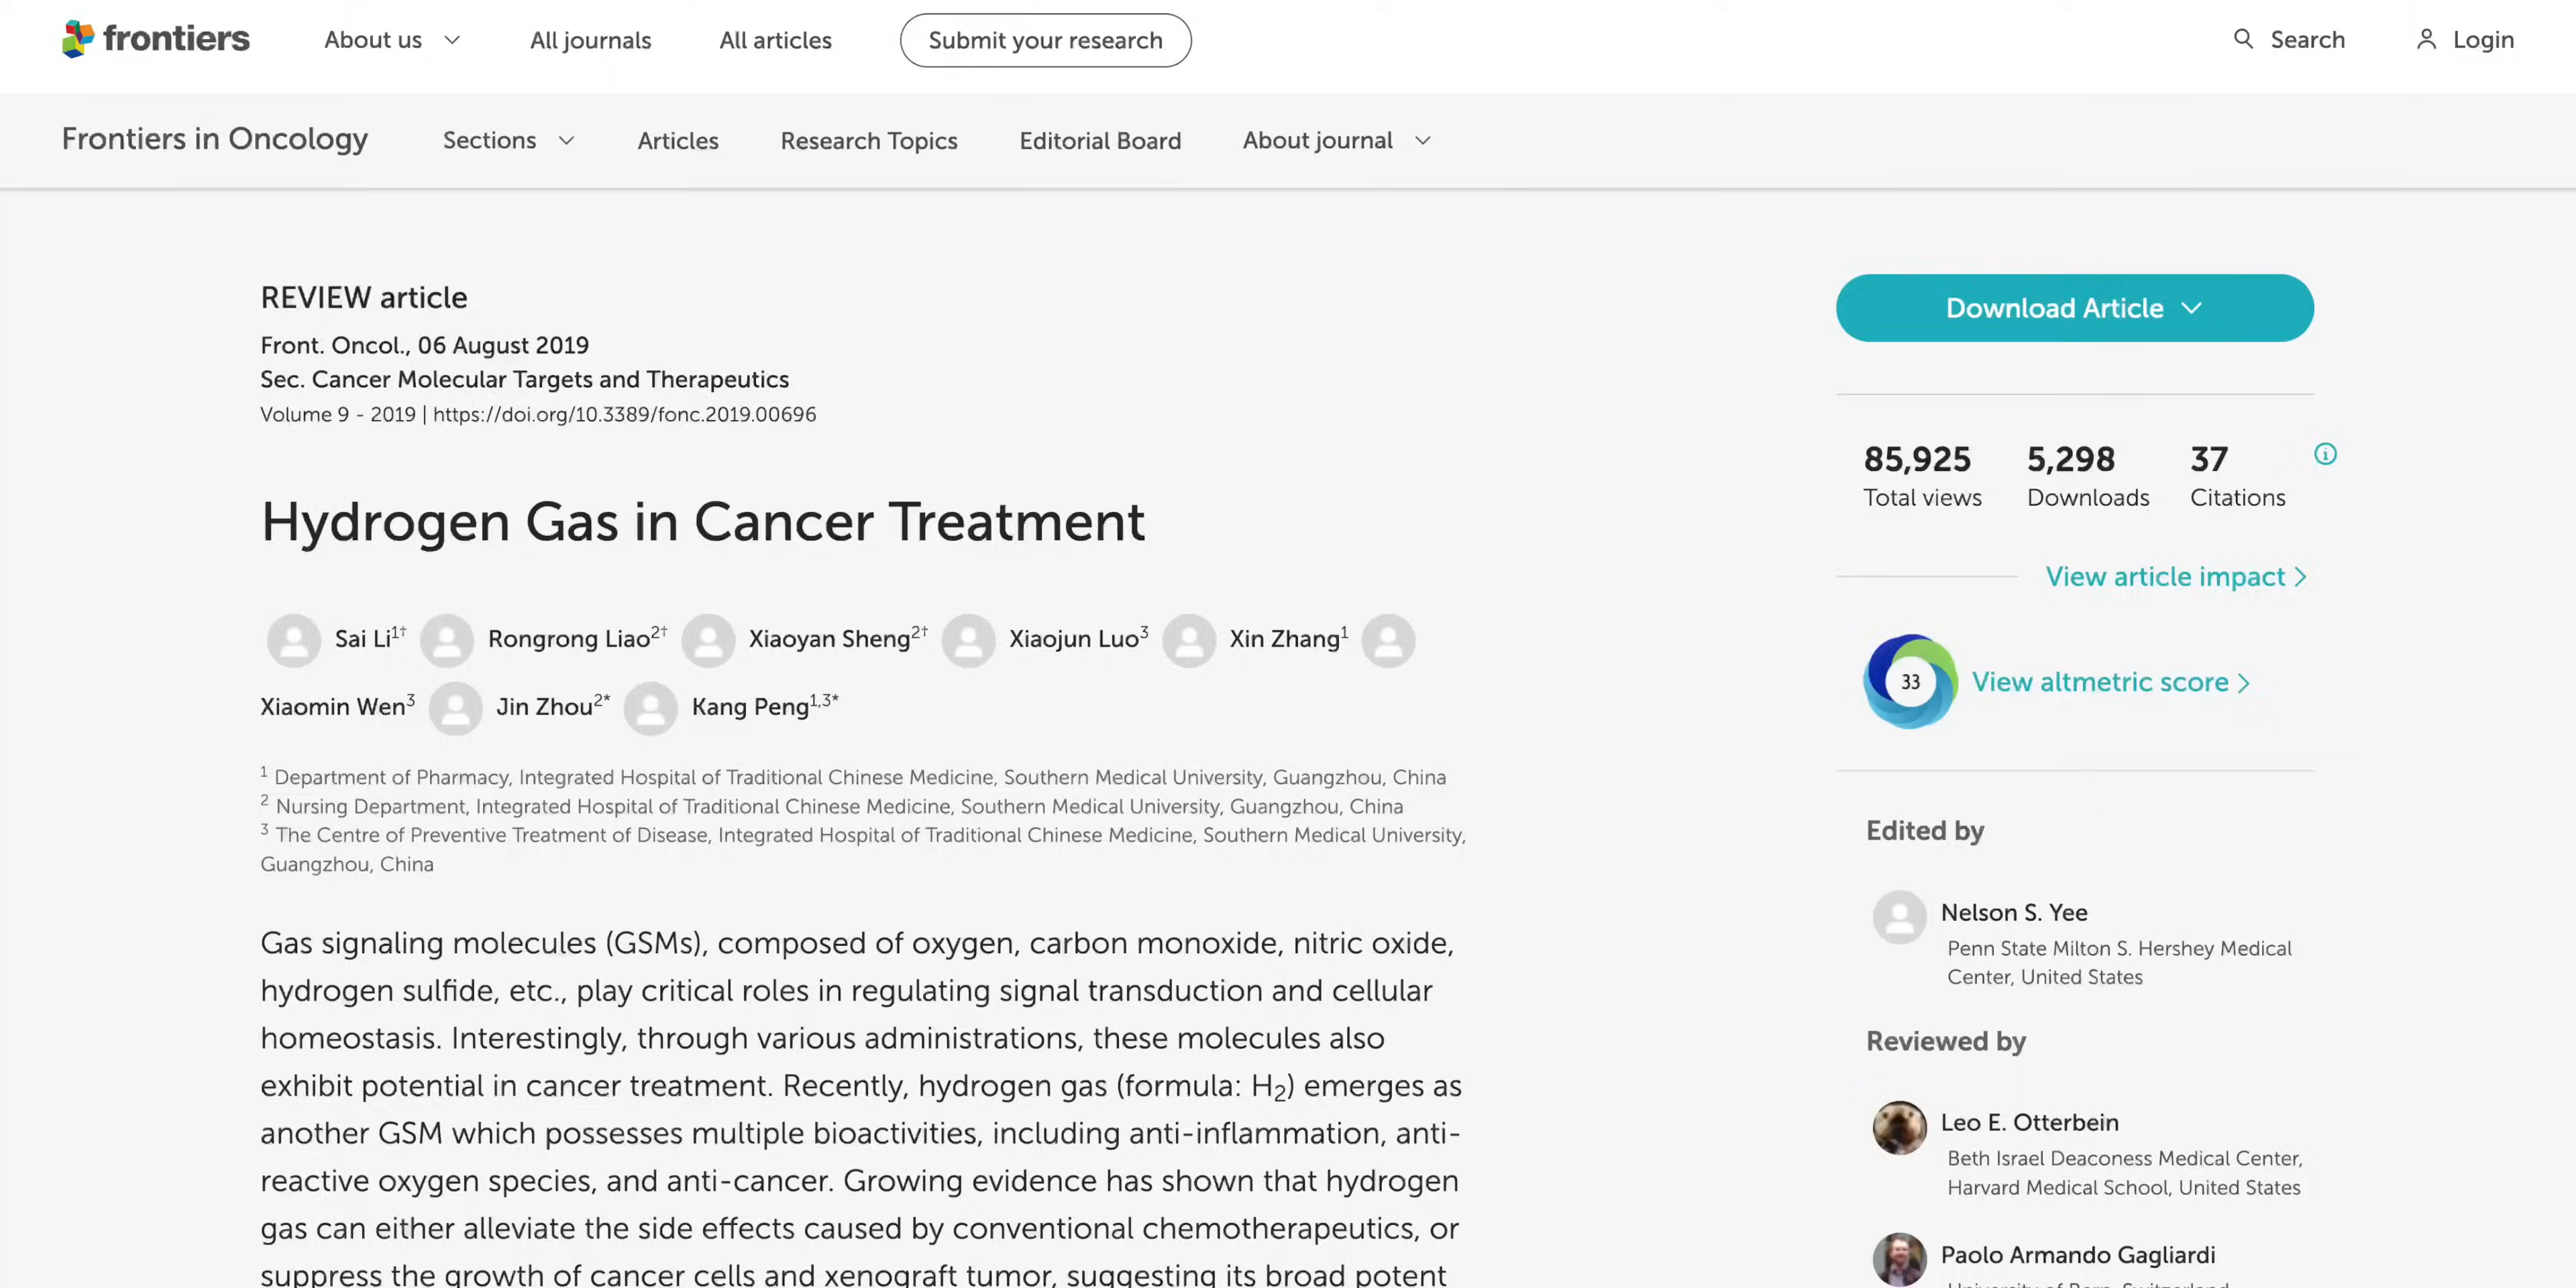 frontiers About us All journals All articles Submit your research Search Login
Frontiers in Oncology Sections Articles Research Topics Editorial Board About journal
REVIEW article
Front. Oncol., 06 August 2019
Sec. Cancer Molecular Targets and Therapeutics
Volume 9 - 2019 | https://doi.org/10.3389/fonc.2019.00696
Hydrogen Gas in Cancer Treatment
Sai Li1† Rongrong Liao2† Xiaoyan Sheng2† Xiaojun Luo3 Xin Zhang1
Xiaomin Wen3 Jin Zhou2* Kang Peng1,3*
1 Department of Pharmacy, Integrated Hospital of Traditional Chinese Medicine, Southern Medical University, Guangzhou, China
2 Nursing Department, Integrated Hospital of Traditional Chinese Medicine, Southern Medical University, Guangzhou, China
3 The Centre of Preventive Treatment of Disease, Integrated Hospital of Traditional Chinese Medicine, Southern Medical University,
Guangzhou, China
Gas signaling molecules (GSMs), composed of oxygen, carbon monoxide, nitric oxide,
hydrogen sulfide, etc., play critical roles in regulating signal transduction and cellular
homeostasis. Interestingly, through various administrations, these molecules also
exhibit potential in cancer treatment. Recently, hydrogen gas (formula: H2) emerges as
another GSM which possesses multiple bioactivities, including anti-inflammation, anti-
reactive oxygen species, and anti-cancer. Growing evidence has shown that hydrogen
gas can either alleviate the side effects caused by conventional chemotherapeutics, or
suppress the growth of cancer cells and xenograft tumor, suggesting its broad potent
Download Article
85,925 5,298 37
Total views Downloads Citations
View article impact
33 View altmetric score
Edited by
Nelson S. Yee
Penn State Milton S. Hershey Medical
Center, United States
Reviewed by
Leo E. Otterbein
Beth Israel Deaconess Medical Center,
Harvard Medical School, United States
Paolo Armando Gagliardi